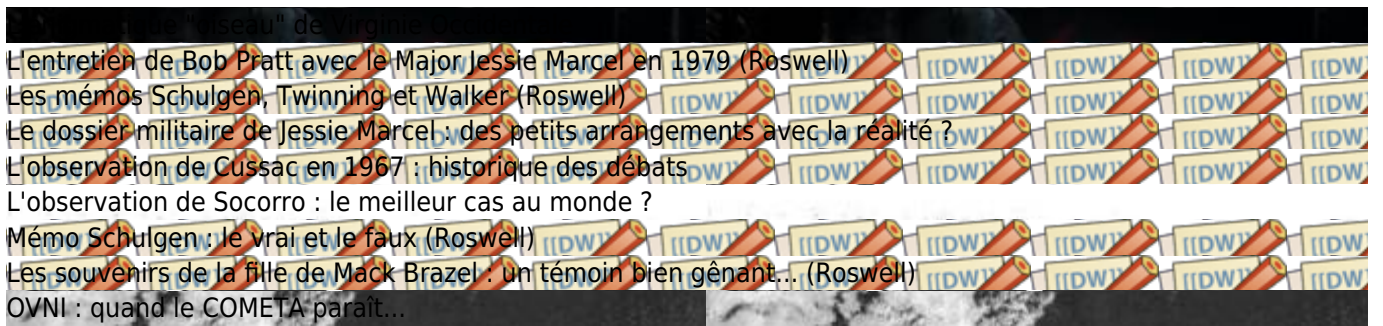 "oiseau" de Virginie
L'entretien de Bob Pratt avec le Major Jessie Marcel en 1979 (Roswell)
Les mémos Schulgen, Twinning et Walker (Roswell)
Le dossier militaire de Jessie Marcel : des petits arrangements avec la réalité ?
L'observation de Cussac en 1967 : historique des débats
L'observation de Socorro : le meilleur cas au monde ?
Mémo Schulgen : le vrai et le faux (Roswell)
Les souvenirs de la fille de Mack Brazel : un témoin bien gênant... (Roswell)
OVNI : quand le COMETA paraît...